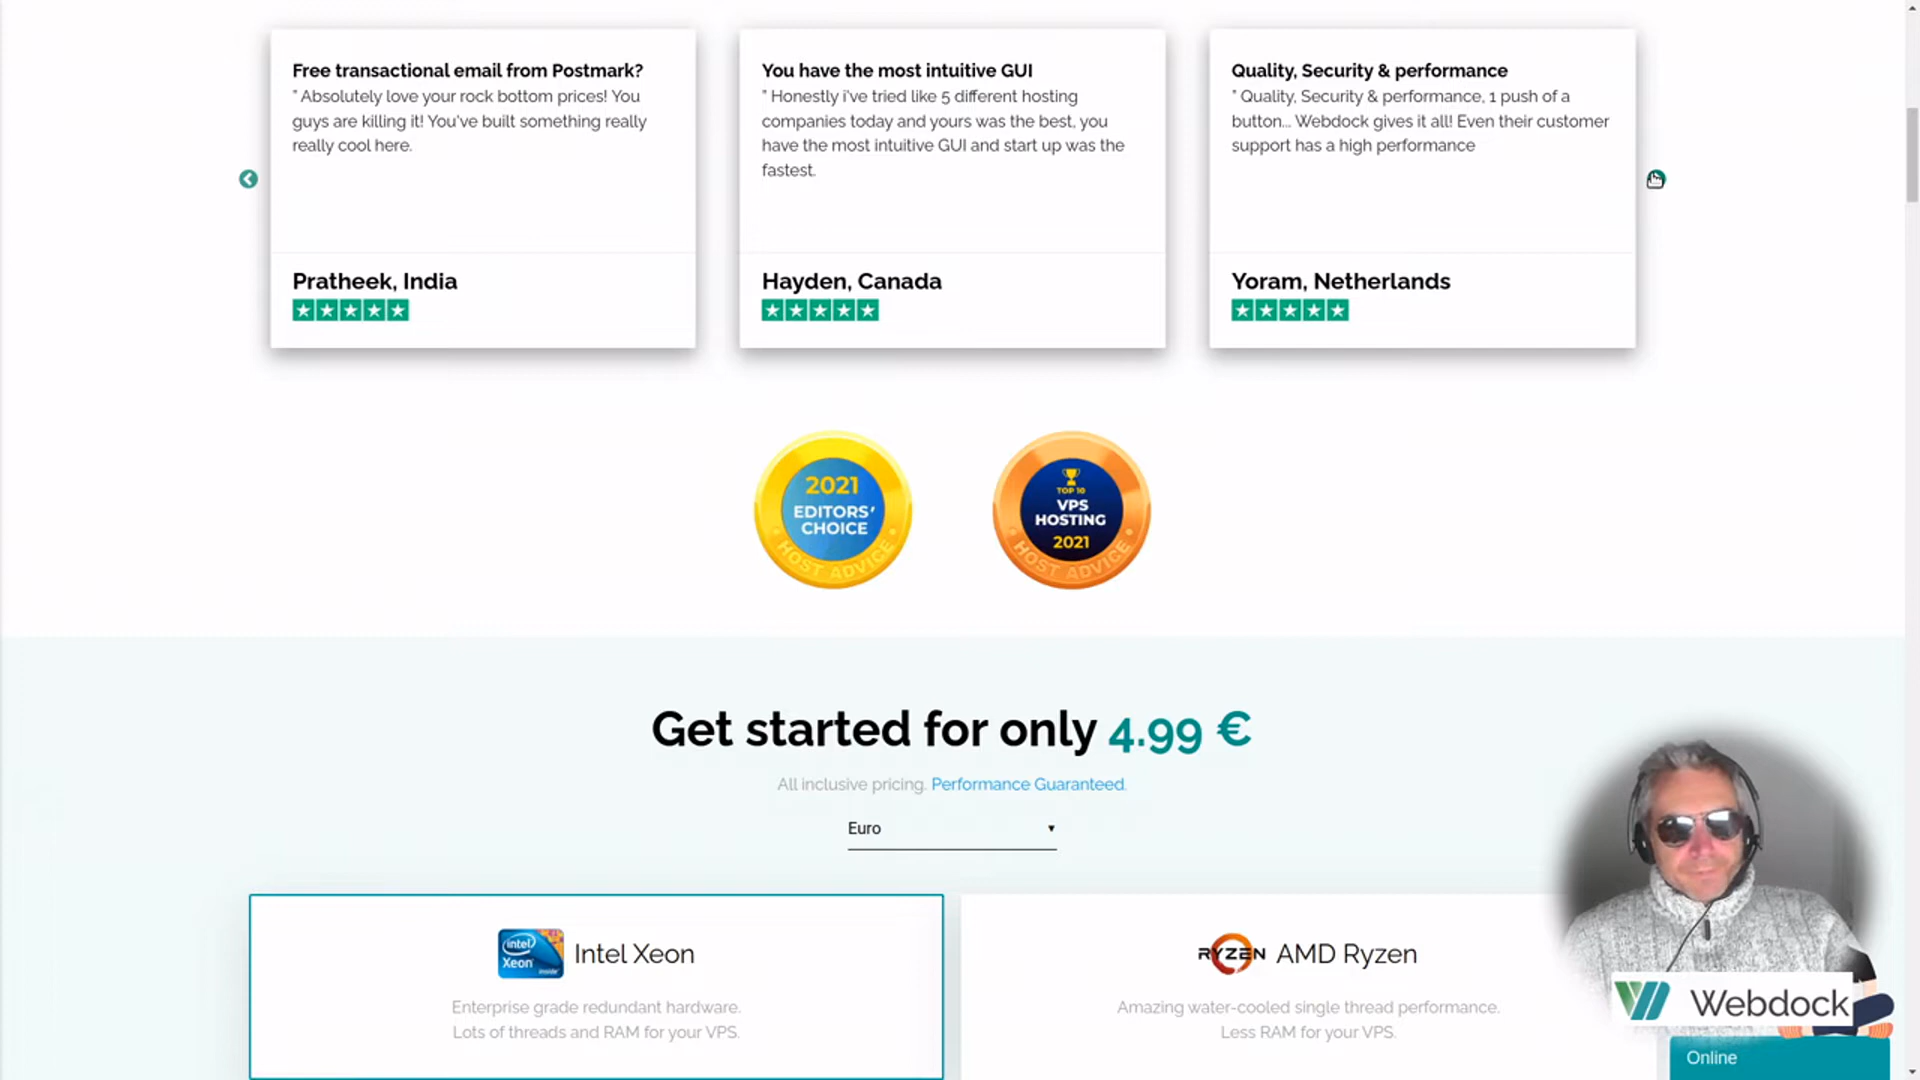 Free transactional email from Postmark?
" Absolutely love your rock bottom prices! You
guys are killing it! You've built something really
really cool here.
Pratheek, India
You have the most intuitive GUI
" Honestly i've tried like 5 different hosting
companies today and yours was the best, you
have the most intuitive GUI and start up was the
fastest.
Hayden, Canada
Quality, Security & performance
" Quality, Security & performance, 1 push of a
button... Webdock gives it all! Even their customer
support has a high performance
Yoram, Netherlands
2021
EDITORS'
CHOICE
HOST ADVICE
TOP 10
VPS
HOSTING
2021
HOST ADVICE
Get started for only 4.99 €
All inclusive pricing. Performance Guaranteed.
Euro
intel
Xeon
inside
Intel Xeon
Enterprise grade redundant hardware.
Lots of threads and RAM for your VPS.
RYZEN
AMD Ryzen
Amazing water-cooled single thread performance.
Less RAM for your VPS.
Webdock
Online